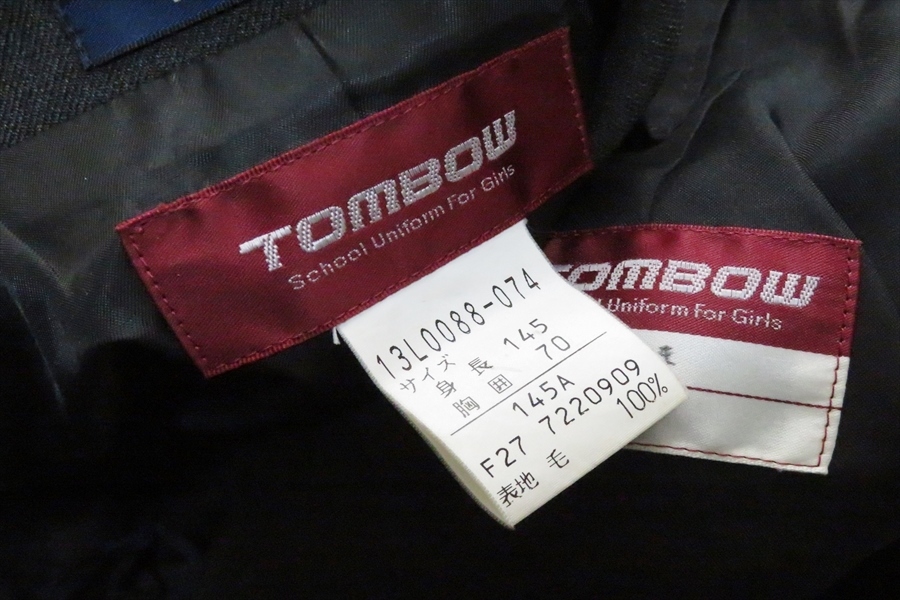 TOMBOW
School Uniform For Girls
13L0088-074
サイズ
身長 145
胸囲 70
145A
F27 7220909
表地 毛 100%
TOMBOW
Uniform For Girls